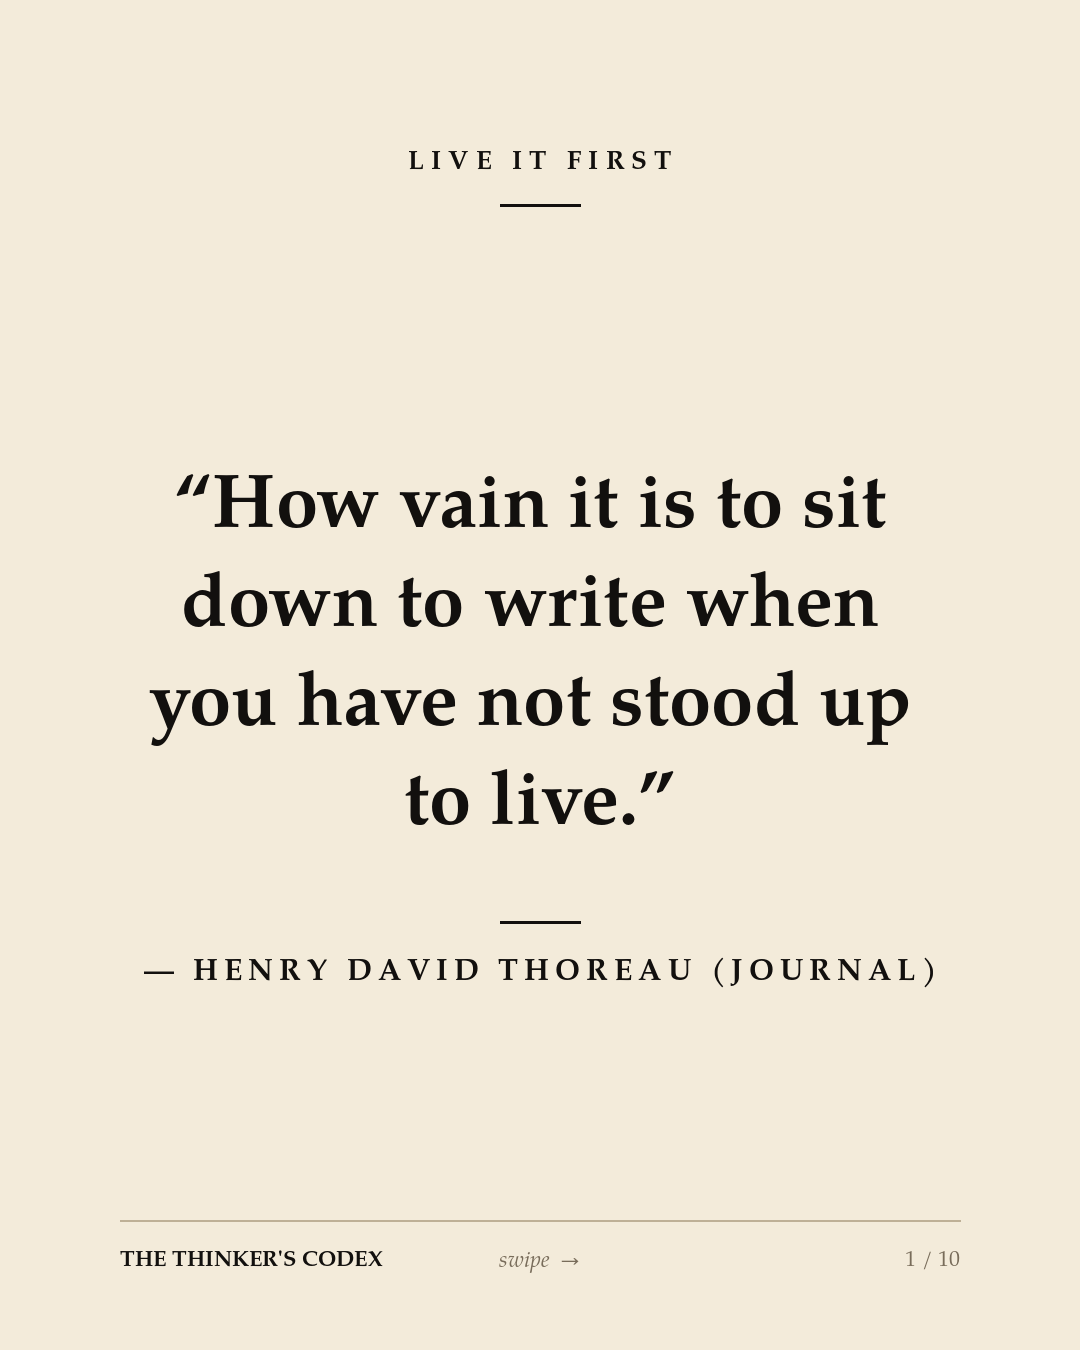 LIVE IT FIRST
“How vain it is to sit
down to write when
you have not stood up
to live.”
— HENRY DAVID THOREAU (JOURNAL)
THE THINKER'S CODEX
swipe →
1 / 10